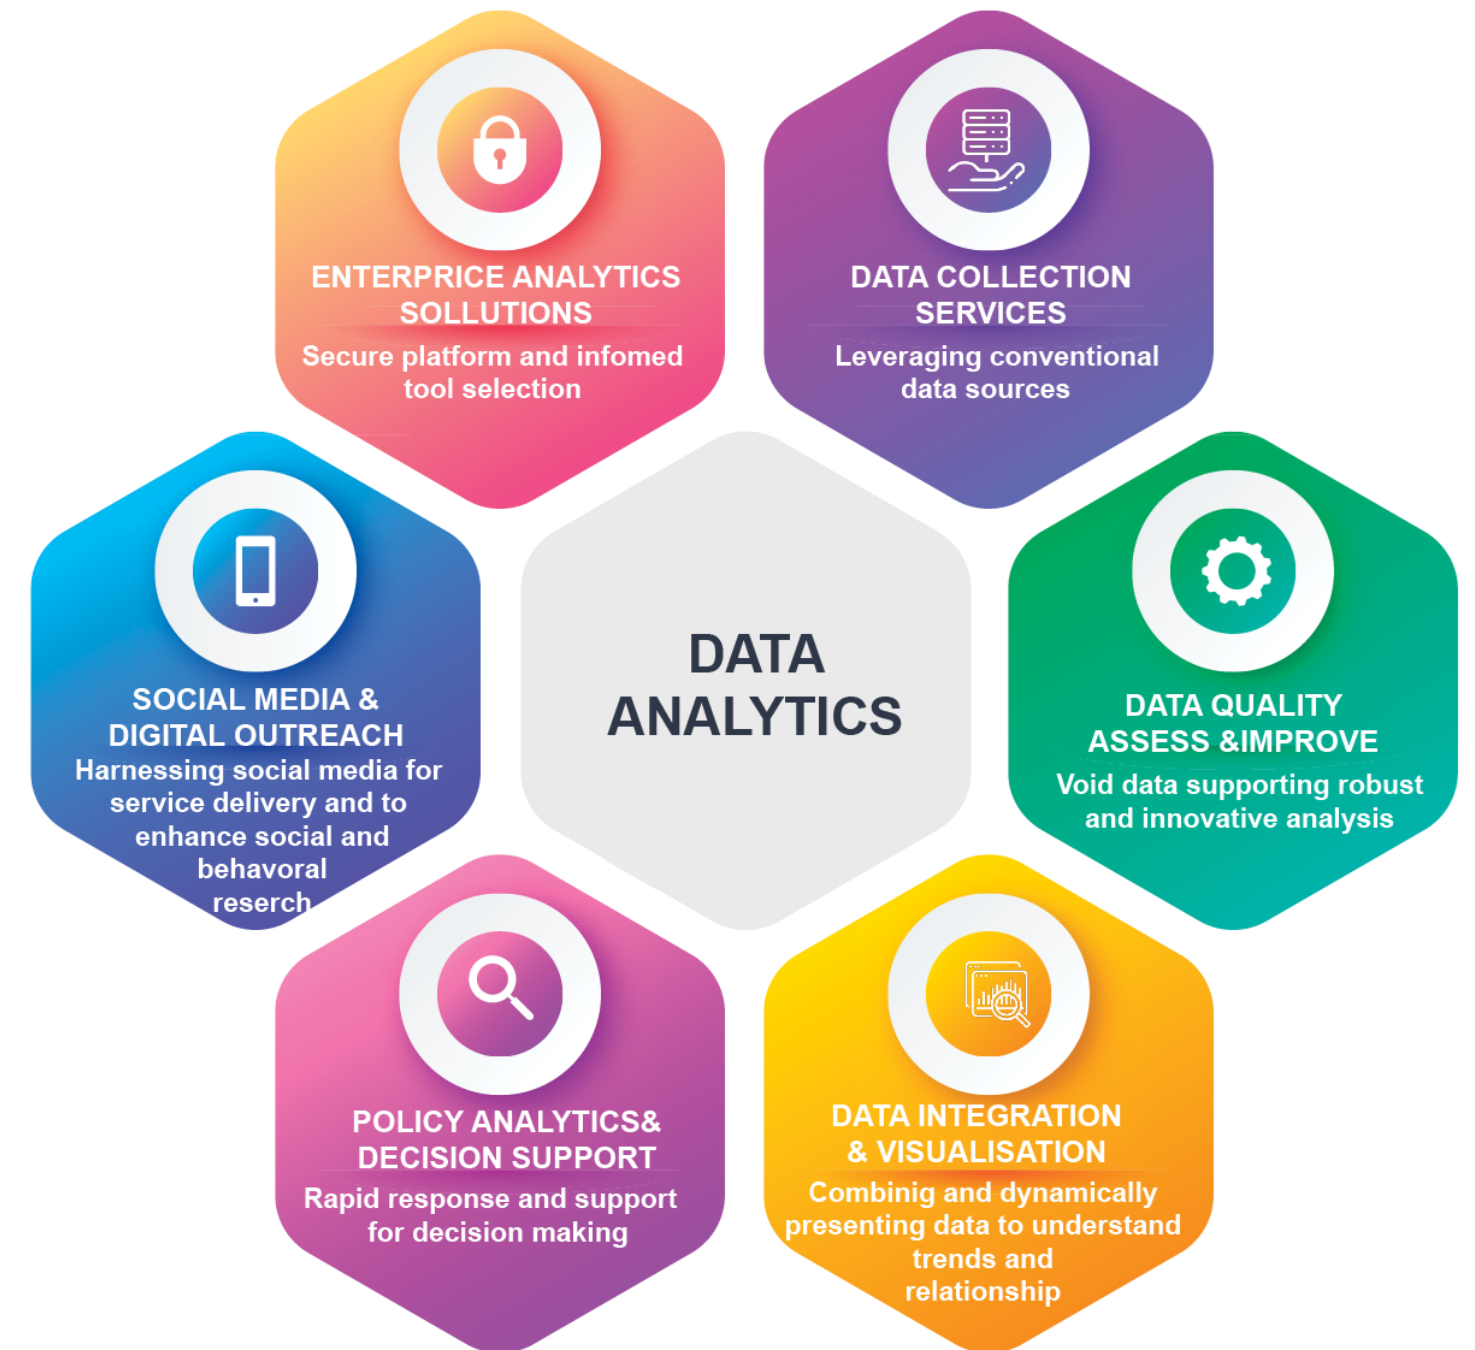 ENTERPRICE ANALYTICS
SOLLUTIONS
Secure platform and infomed
tool selection
DATA COLLECTION
SERVICES
Leveraging conventional
data sources
SOCIAL MEDIA &
DIGITAL OUTREACH
Harnessing social media for
service delivery and to
enhance social and
behavoral
reserch
DATA
ANALYTICS
DATA QUALITY
ASSESS &IMPROVE
Void data supporting robust
and innovative analysis
POLICY ANALYTICS&
DECISION SUPPORT
Rapid response and support
for decision making
DATA INTEGRATION
& VISUALISATION
Combinig and dynamically
presenting data to understand
trends and
relationship